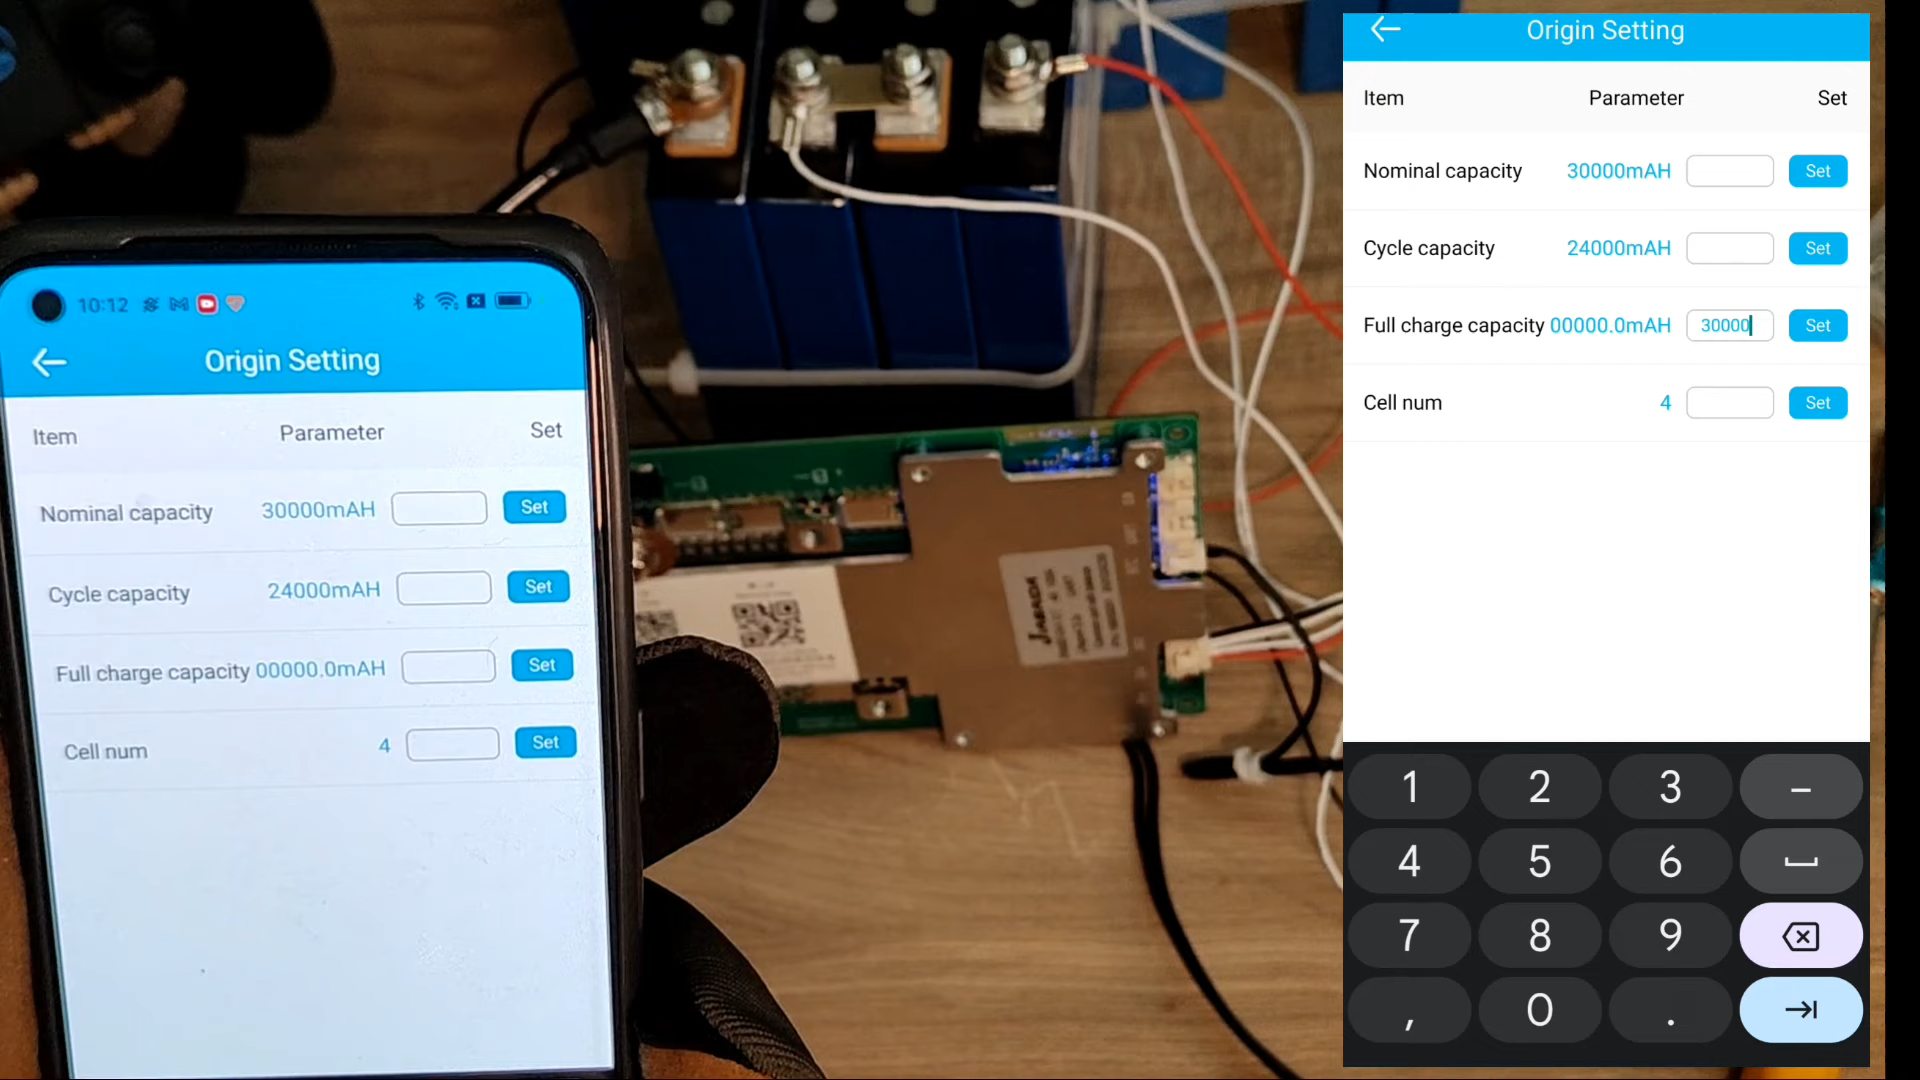 10:12
Origin Setting
Item Parameter Set
Nominal capacity 30000mAH Set
Cycle capacity 24000mAH Set
Full charge capacity 00000.0mAH Set
Cell num 4 Set
Origin Setting
Item Parameter Set
Nominal capacity 30000mAH Set
Cycle capacity 24000mAH Set
Full charge capacity 00000.0mAH 30000 Set
Cell num 4 Set
1 2 3 –
4 5 6
7 8 9
, 0 .